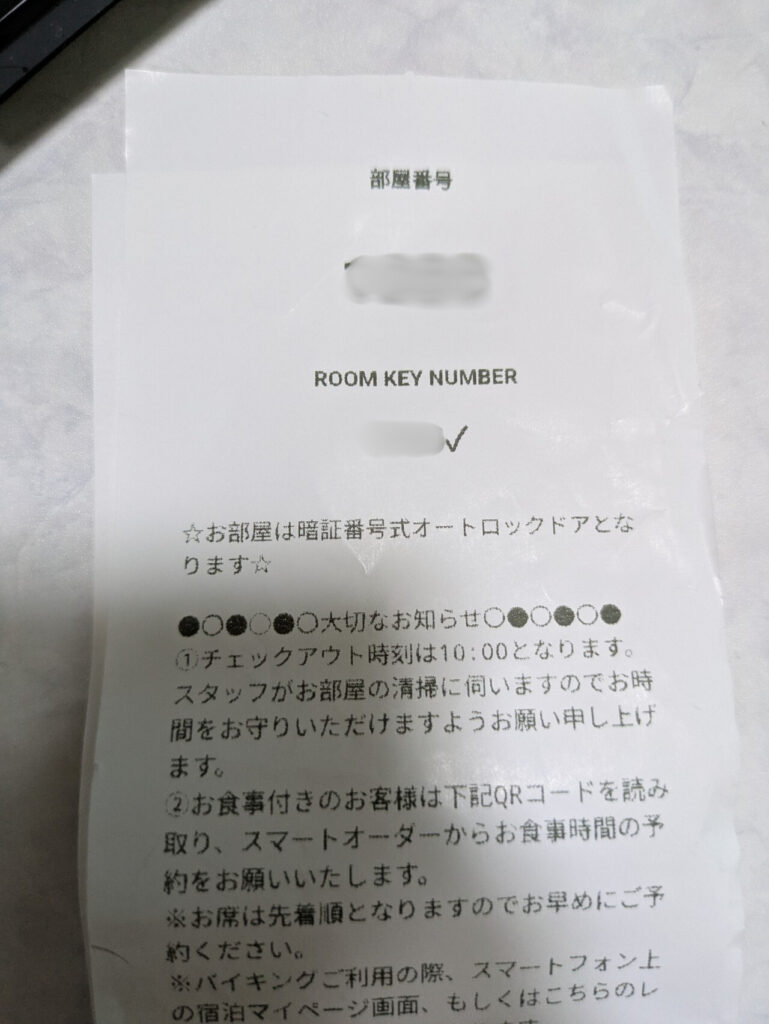 部屋番号
ROOM KEY NUMBER
✓
☆お部屋は暗証番号式オートロックドアとな
ります☆
●○●○●○大切なお知らせ○●○●○●
①チェックアウト時刻は10:00となります。
スタッフがお部屋の清掃に伺いますのでお時
間をお守りいただけますようお願い申し上げ
ます。
②お食事付きのお客様は下記QRコードを読み
取り、スマートオーダーからお食事時間の予
約をお願いいたします。
※お席は先着順となりますのでお早めにご予
約ください。
※バイキングご利用の際、スマートフォン上
の宿泊マイページ画面、もしくはこちらのレ